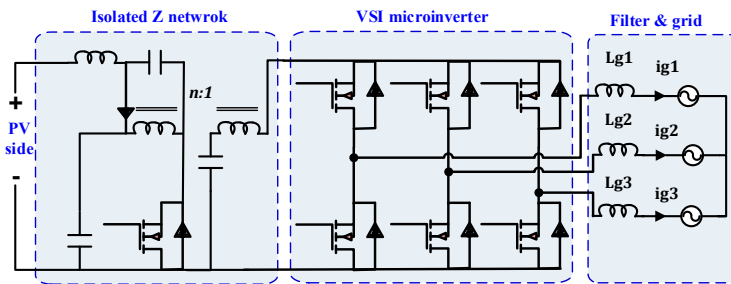 Isolated Z netwrok
VSI microinverter
Filter & grid
n:1
+
PV
side
-
Lg1
ig1
Lg2
ig2
Lg3
ig3